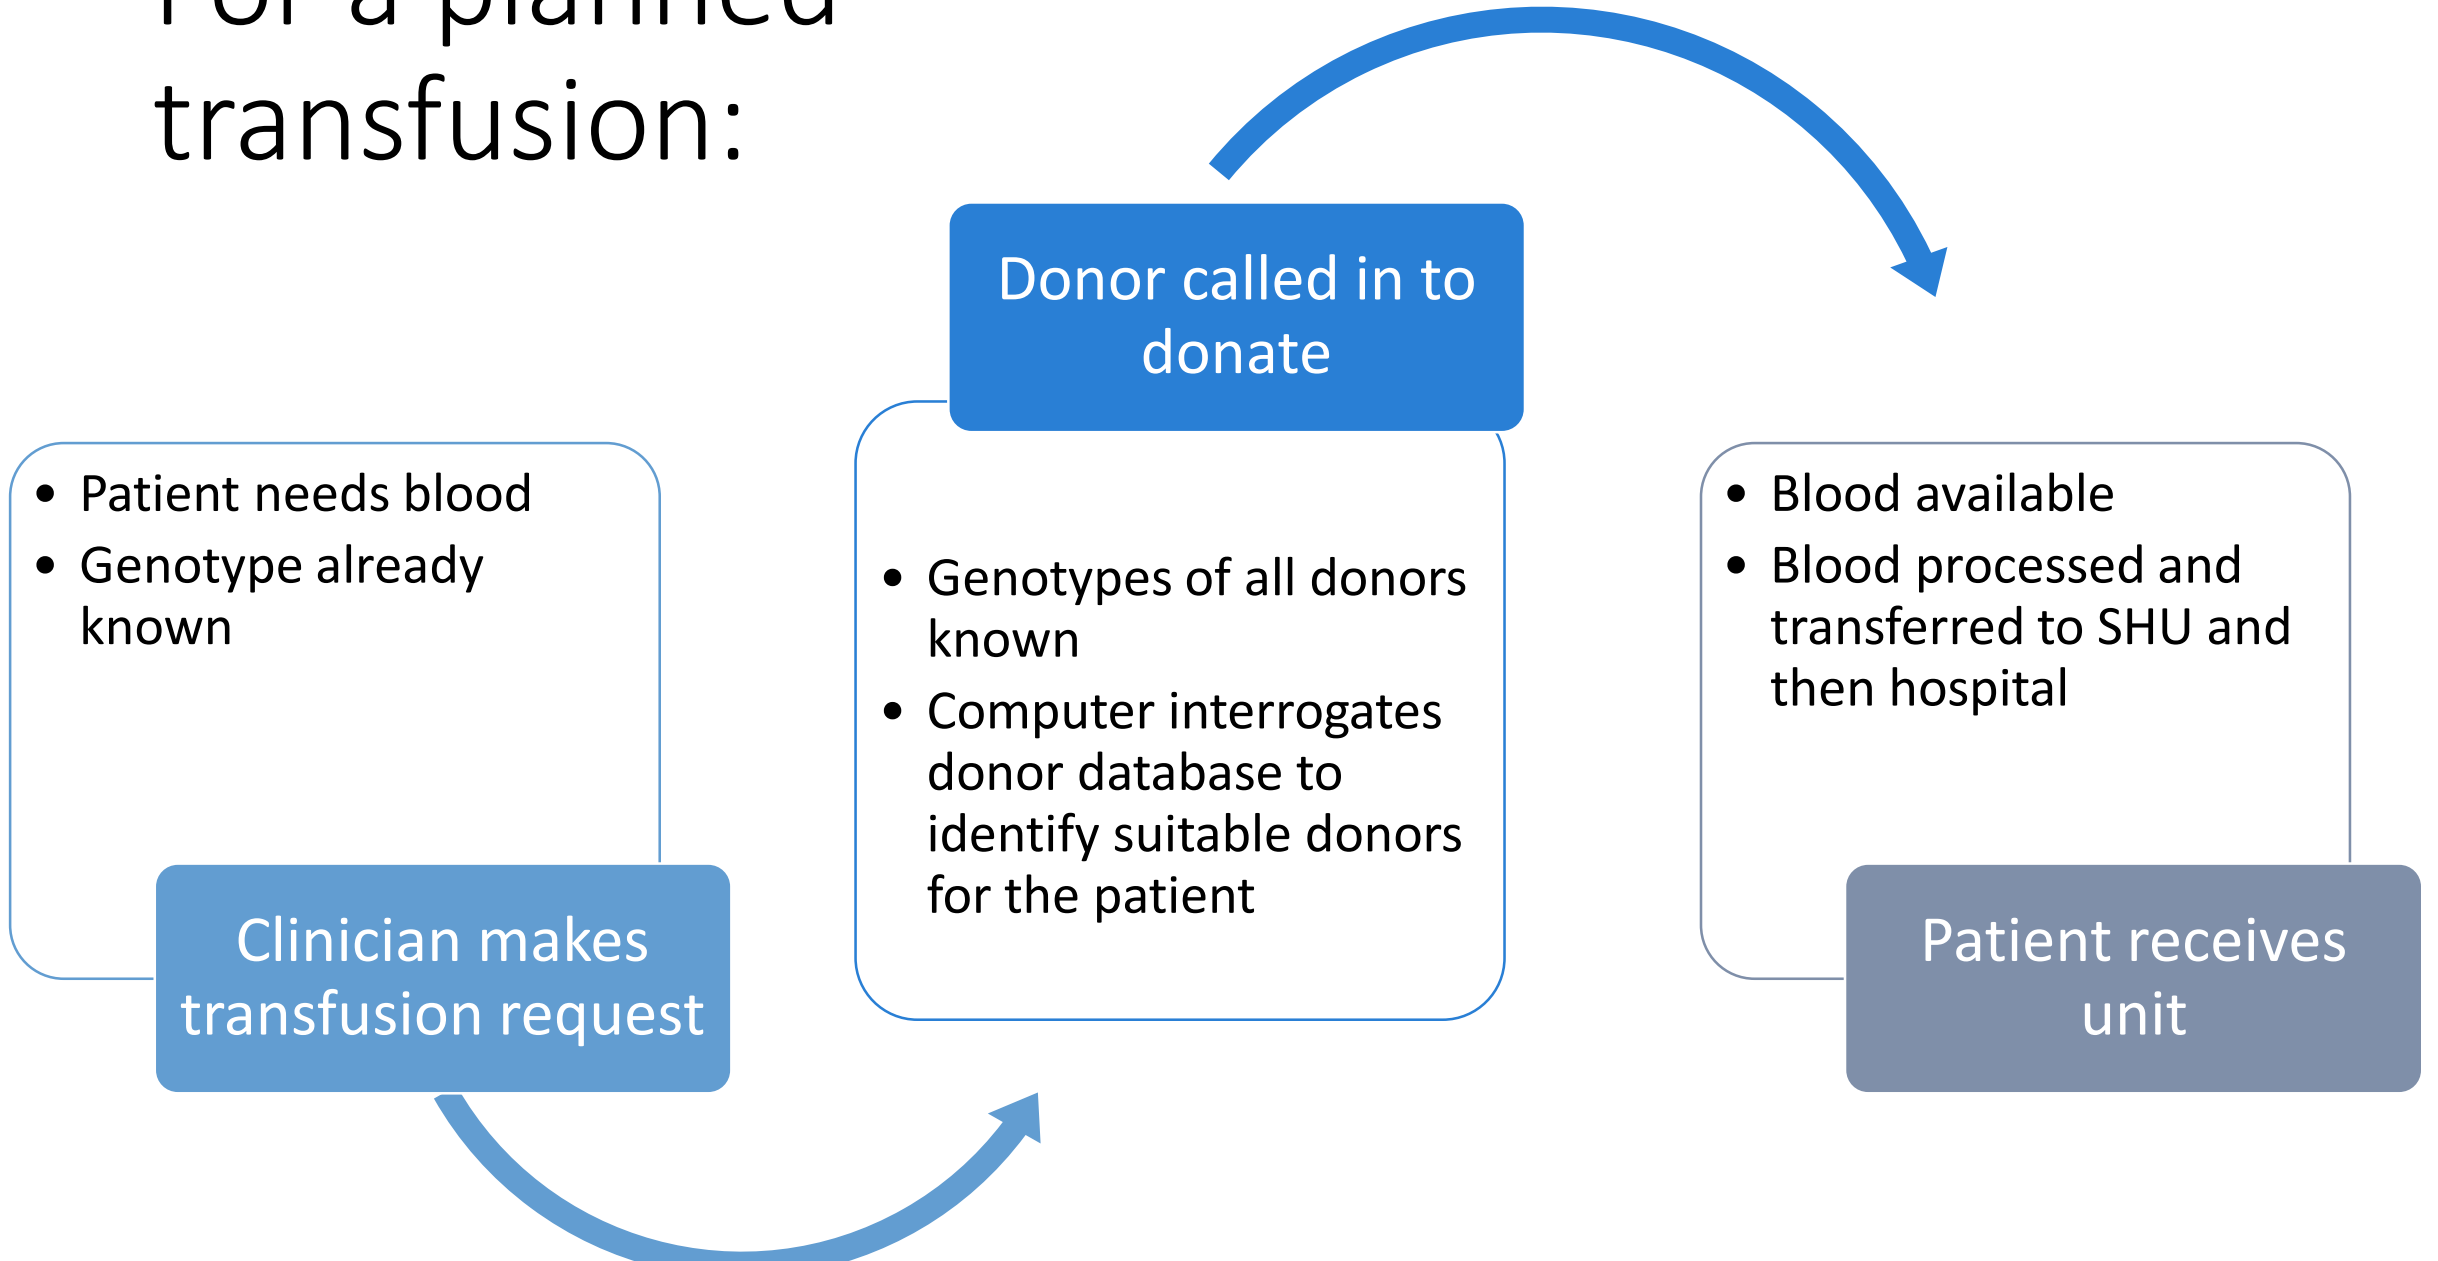 For a planned
transfusion:
• Patient needs blood
• Genotype already
known
Clinician makes
transfusion request
Donor called in to
donate
• Genotypes of all donors
known
• Computer interrogates
donor database to
identify suitable donors
for the patient
• Blood available
• Blood processed and
transferred to SHU and
then hospital
Patient receives
unit